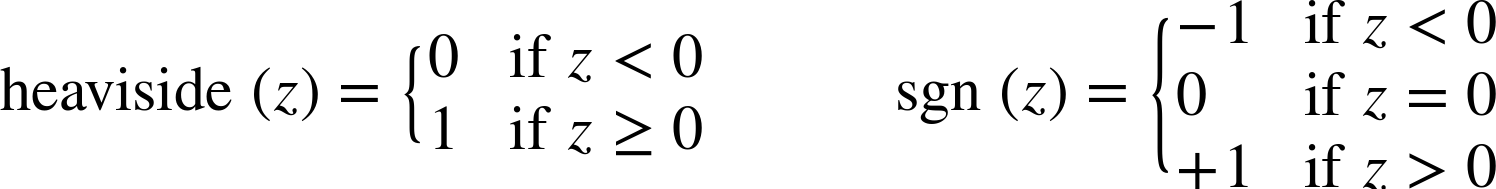 heaviside (z) = { 0 if z < 0
1 if z ≥ 0
sgn (z) = { −1 if z < 0
0 if z = 0
+1 if z > 0